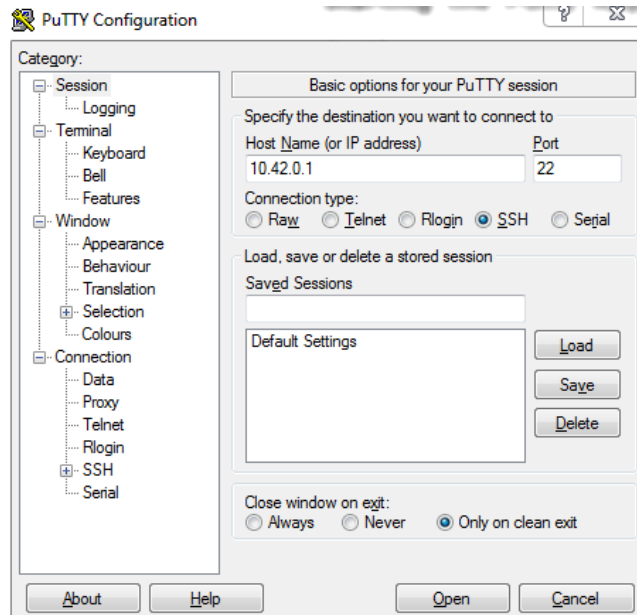 PuTTY Configuration
Category:
Session
Logging
Terminal
Keyboard
Bell
Features
Window
Appearance
Behaviour
Translation
Selection
Colours
Connection
Data
Proxy
Telnet
Rlogin
SSH
Serial
Basic options for your PuTTY session
Specify the destination you want to connect to
Host Name (or IP address) Port
10.42.0.1 22
Connection type:
Raw Telnet Rlogin SSH Serial
Load, save or delete a stored session
Saved Sessions
Default Settings
Load
Save
Delete
Close window on exit:
Always Never Only on clean exit
About Help Open Cancel